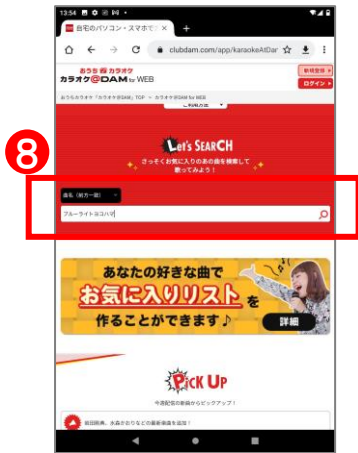 13:54
自宅のパソコン・スマホで
clubdam.com/app/karaokeAtDar
おうち de カラオケ
カラオケ@DAM for WEB
新規登録
ログイン
おうちカラオケ「カラオケ@DAM」TOP > カラオケ@DAM for WEB
ご利用方法
Let's SEARCH
さっそくお気に入りのあの曲を検索して
歌ってみよう！
8
曲名（前方一致）
ブルーライトヨコハマ
あなたの好きな曲で
お気に入りリストを
作ることができます♪
詳細
PiCK UP
今週配信の新曲からピックアップ！